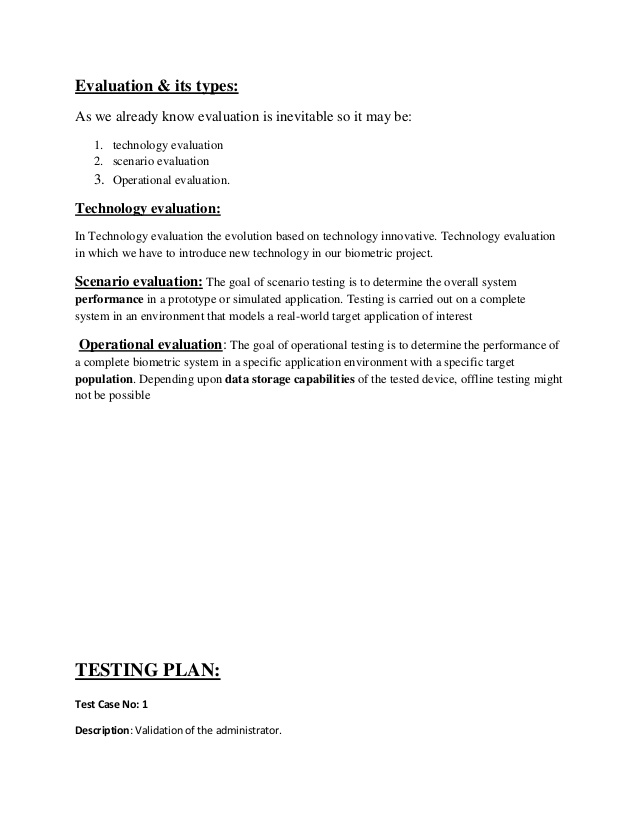 Evaluation & its types:
As we already know evaluation is inevitable so it may be:
1. technology evaluation
2. scenario evaluation
3. Operational evaluation.
Technology evaluation:
In Technology evaluation the evolution based on technology innovative. Technology evaluation
in which we have to introduce new technology in our biometric project.
Scenario evaluation: The goal of scenario testing is to determine the overall system
performance in a prototype or simulated application. Testing is carried out on a complete
system in an environment that models a real-world target application of interest
Operational evaluation: The goal of operational testing is to determine the performance of
a complete biometric system in a specific application environment with a specific target
population. Depending upon data storage capabilities of the tested device, offline testing might
not be possible
TESTING PLAN:
Test Case No: 1
Description: Validation of the administrator.